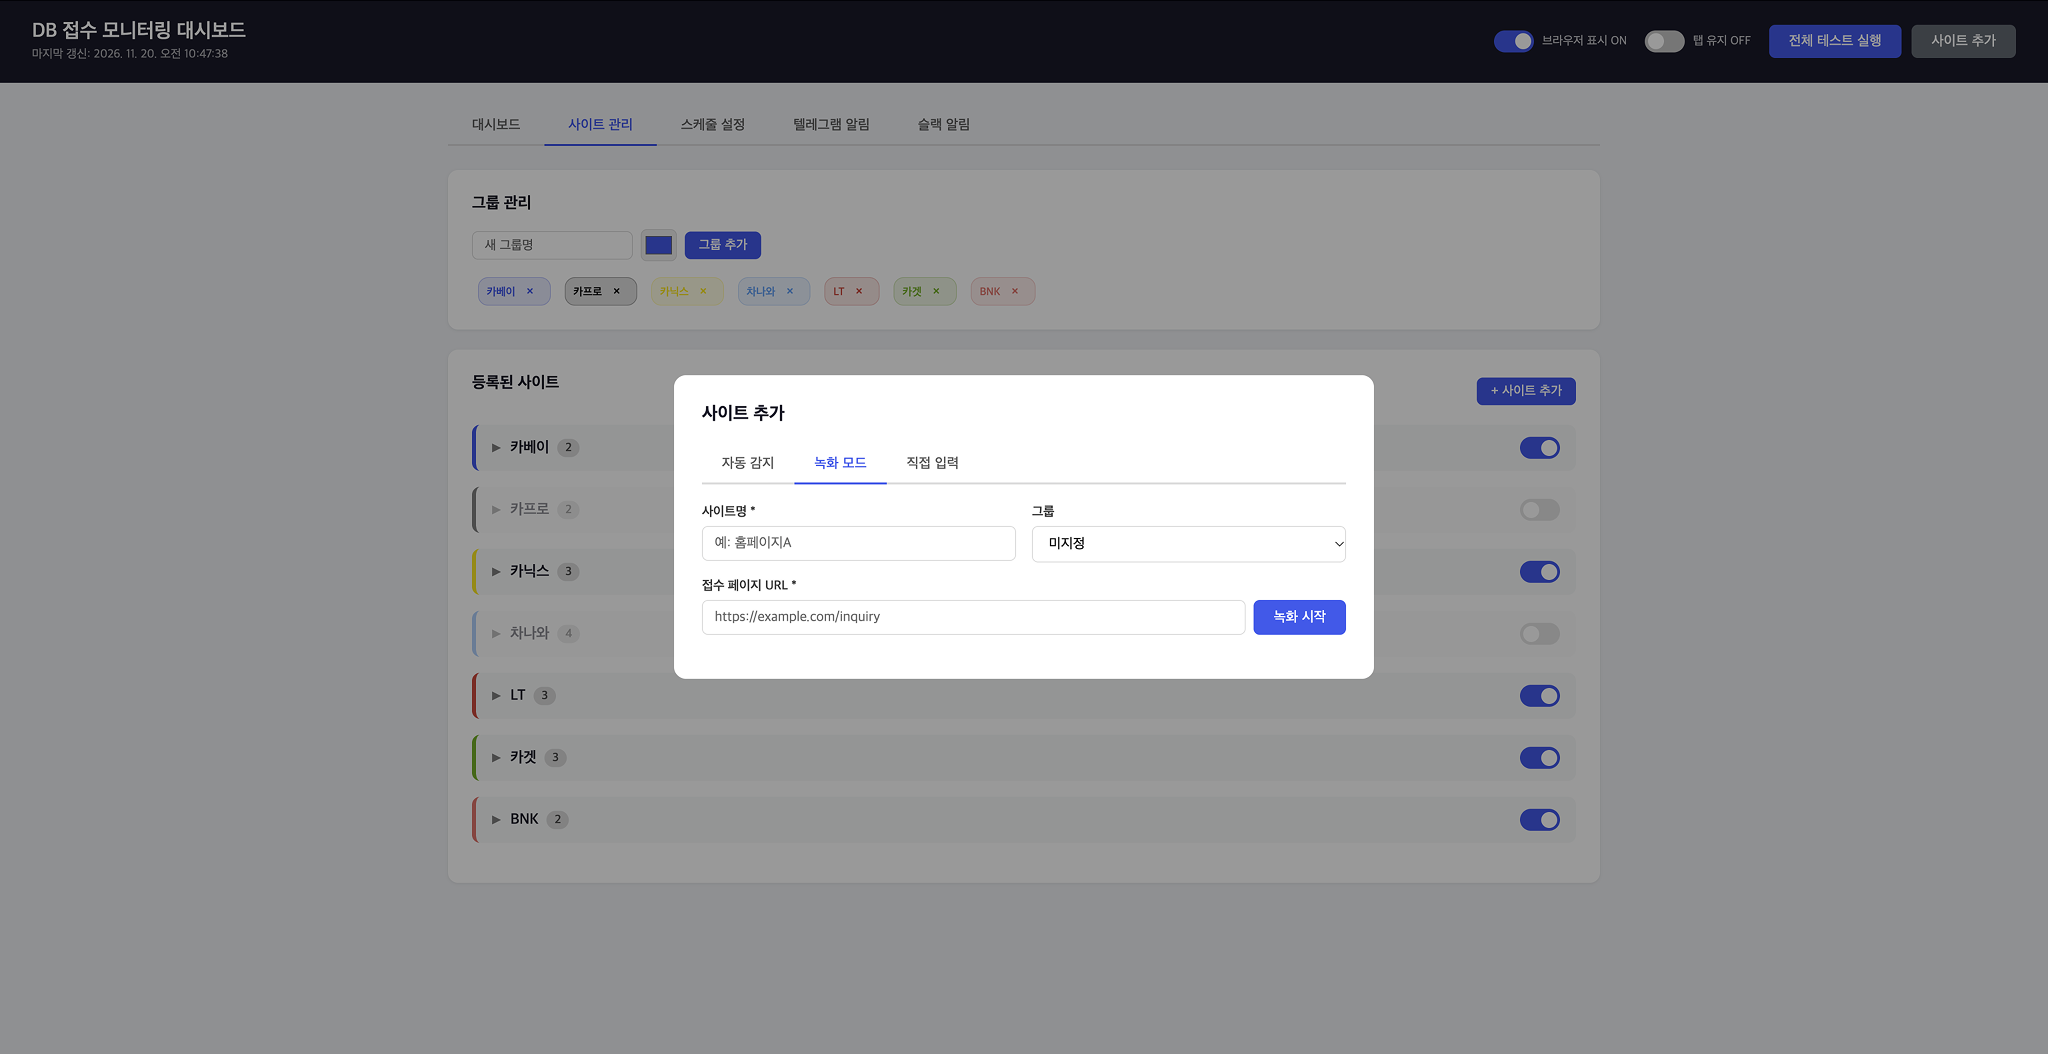 DB 접수 모니터링 대시보드
마지막 갱신: 2026. 11. 20. 오전 10:47:38
브라우저 표시 ON
탭 유지 OFF
전체 테스트 실행
사이트 추가
대시보드
사이트 관리
스케줄 설정
텔레그램 알림
슬랙 알림
그룹 관리
새 그룹명
그룹 추가
카베이 ×
카프로 ×
카닉스 ×
차나와 ×
LT ×
카겟 ×
BNK ×
등록된 사이트
+ 사이트 추가
▶ 카베이 2
▶ 카프로 2
▶ 카닉스 3
▶ 차나와 4
▶ LT 3
▶ 카겟 3
▶ BNK 2
사이트 추가
자동 감지
녹화 모드
직접 입력
사이트명 *
그룹
예: 홈페이지A
미지정
접수 페이지 URL *
https://example.com/inquiry
녹화 시작